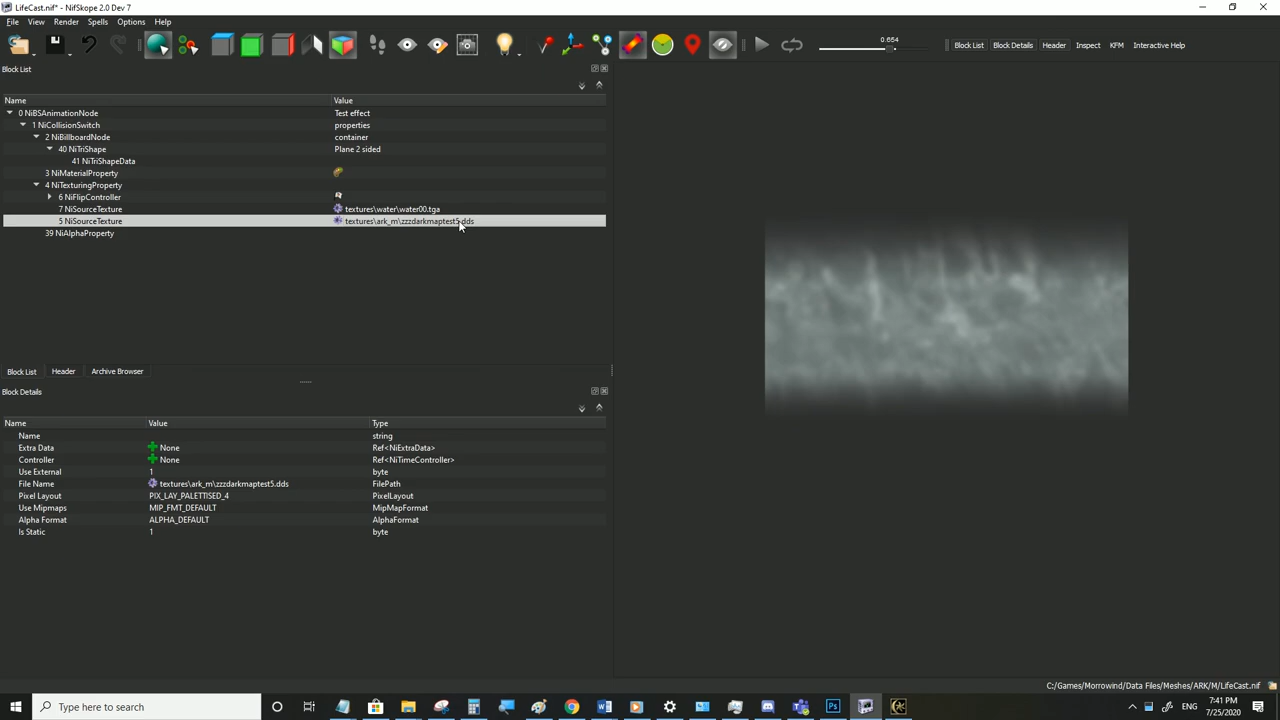 LifeCast.nif* - NifSkope 2.0 Dev 7
File View Render Spells Options Help
0.654
Block List Block Details Header Inspect KFM Interactive Help
Block List
Name Value
0 NiBSAnimationNode Test effect
1 NiCollisionSwitch properties
2 NiBillboardNode container
40 NiTriShape Plane 2 sided
41 NiTriShapeData
3 NiMaterialProperty
4 NiTexturingProperty
6 NiFlipController
7 NiSourceTexture textures\water\water00.tga
5 NiSourceTexture textures\ark_m\zzzdarkmaptest5.dds
39 NiAlphaProperty
Block List Header Archive Browser
Block Details
Name Value Type
Name string
Extra Data None Ref<NiExtraData>
Controller None Ref<NiTimeController>
Use External 1 byte
File Name textures\ark_m\zzzdarkmaptest5.dds FilePath
Pixel Layout PIX_LAY_PALETTISED_4 PixelLayout
Use Mipmaps MIP_FMT_DEFAULT MipMapFormat
Alpha Format ALPHA_DEFAULT AlphaFormat
Is Static 1 byte
C:/Games/Morrowind/Data Files/Meshes/ARK/M/LifeCast.nif
Type here to search
ENG
7:41 PM
7/25/2020